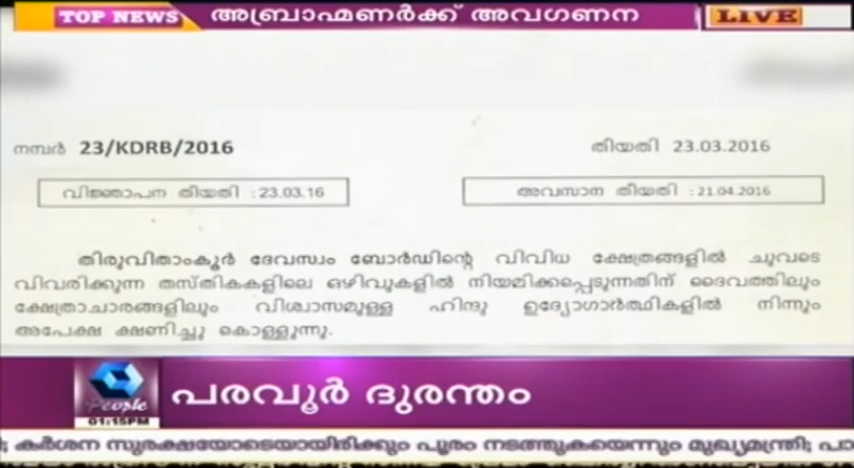 TOP NEWS അബ്രാഹ്മണർക്ക് അവഗണന LIVE
നമ്പർ 23/KDRB/2016 തിയതി 23.03.2016
വിജ്ഞാപന തിയതി :23.03.16 അവസാന തിയതി :21.04.2016
തിരുവിതാംകൂർ ദേവസ്വം ബോർഡിന്റെ വിവിധ ക്ഷേത്രങ്ങളിൽ ചുവടെ
വിവരിക്കുന്ന തസ്തികകളിലെ ഒഴിവുകളിൽ നിയമിക്കപ്പെടുന്നതിന് ദൈവത്തിലും
ക്ഷേത്രാചാരങ്ങളിലും വിശ്വാസമുള്ള ഹിന്ദു ഉദ്യോഗാർത്ഥികളിൽ നിന്നും
അപേക്ഷ ക്ഷണിച്ചു കൊള്ളുന്നു.
People പരവൂർ ദുരന്തം
01:15PM
കർശന സുരക്ഷയോടെയായിരിക്കും പൂരം നടത്തുകയെന്നും മുഖ്യമന്ത്രി; പാ